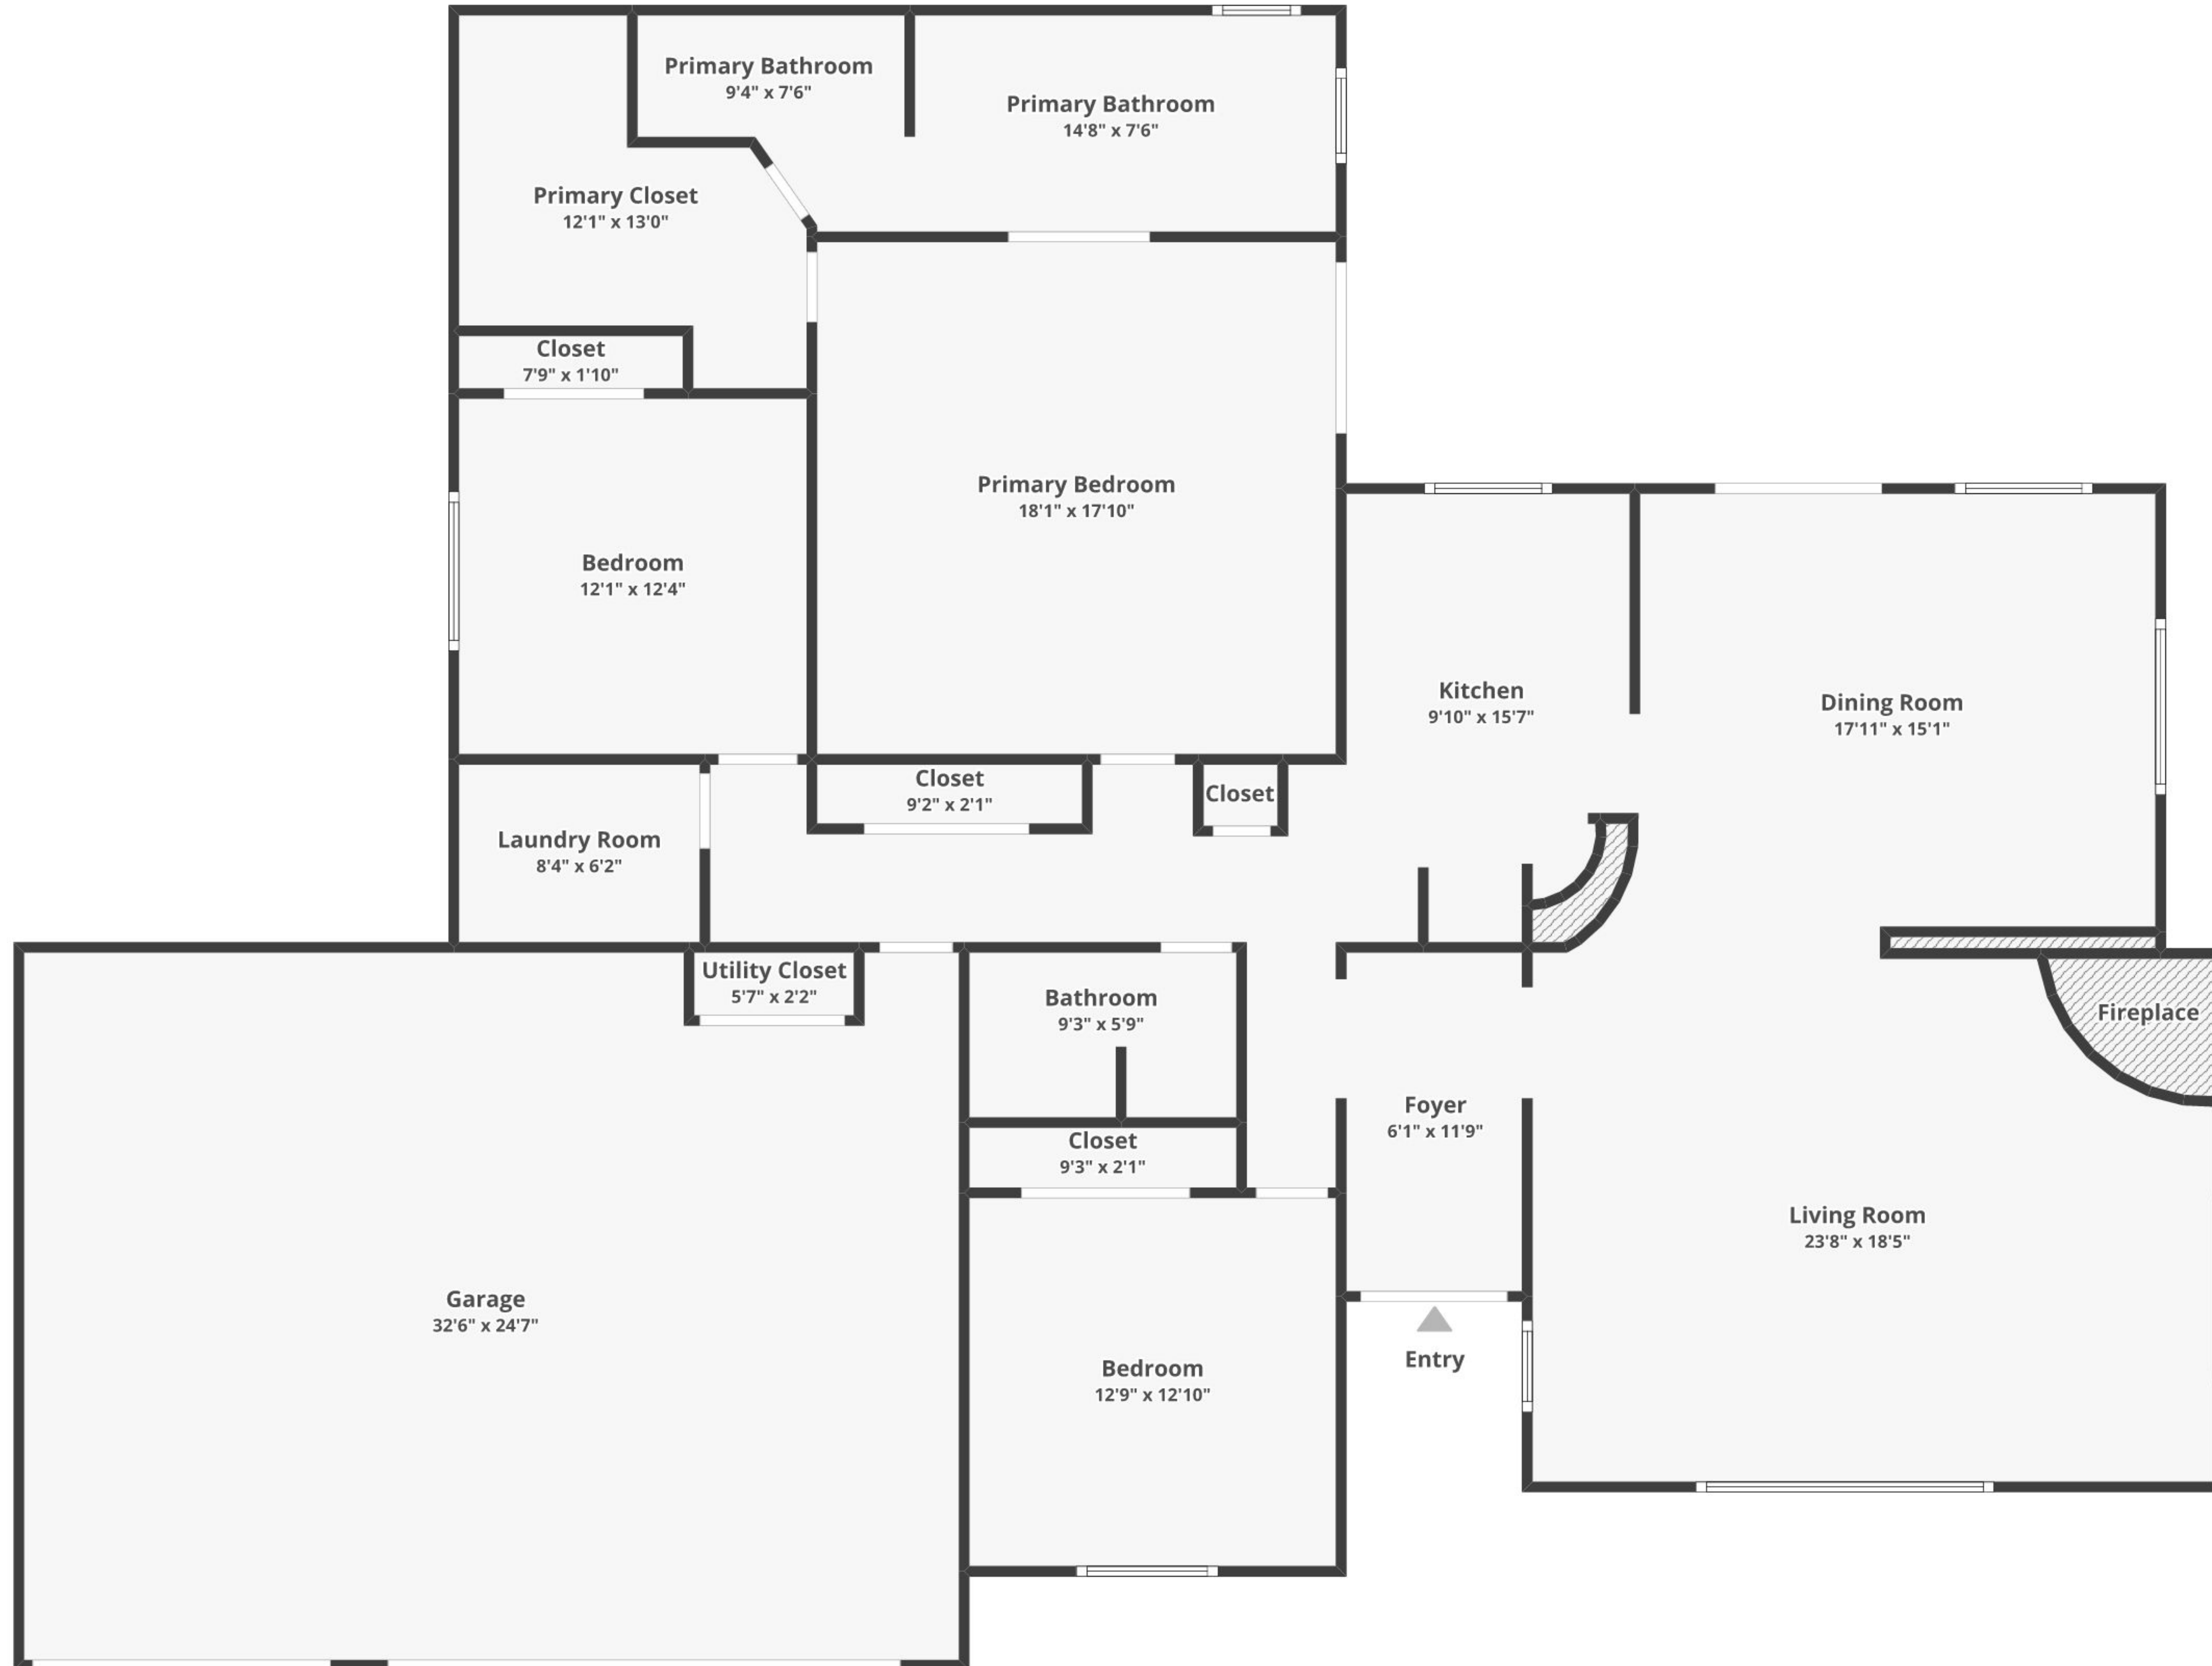 Primary Bathroom
9'4" x 7'6"
Primary Bathroom
14'8" x 7'6"
Primary Closet
12'1" x 13'0"
Closet
7'9" x 1'10"
Primary Bedroom
18'1" x 17'10"
Bedroom
12'1" x 12'4"
Kitchen
9'10" x 15'7"
Dining Room
17'11" x 15'1"
Closet
9'2" x 2'1"
Closet
Laundry Room
8'4" x 6'2"
Utility Closet
5'7" x 2'2"
Bathroom
9'3" x 5'9"
Fireplace
Closet
9'3" x 2'1"
Foyer
6'1" x 11'9"
Living Room
23'8" x 18'5"
Garage
32'6" x 24'7"
Entry
Bedroom
12'9" x 12'10"